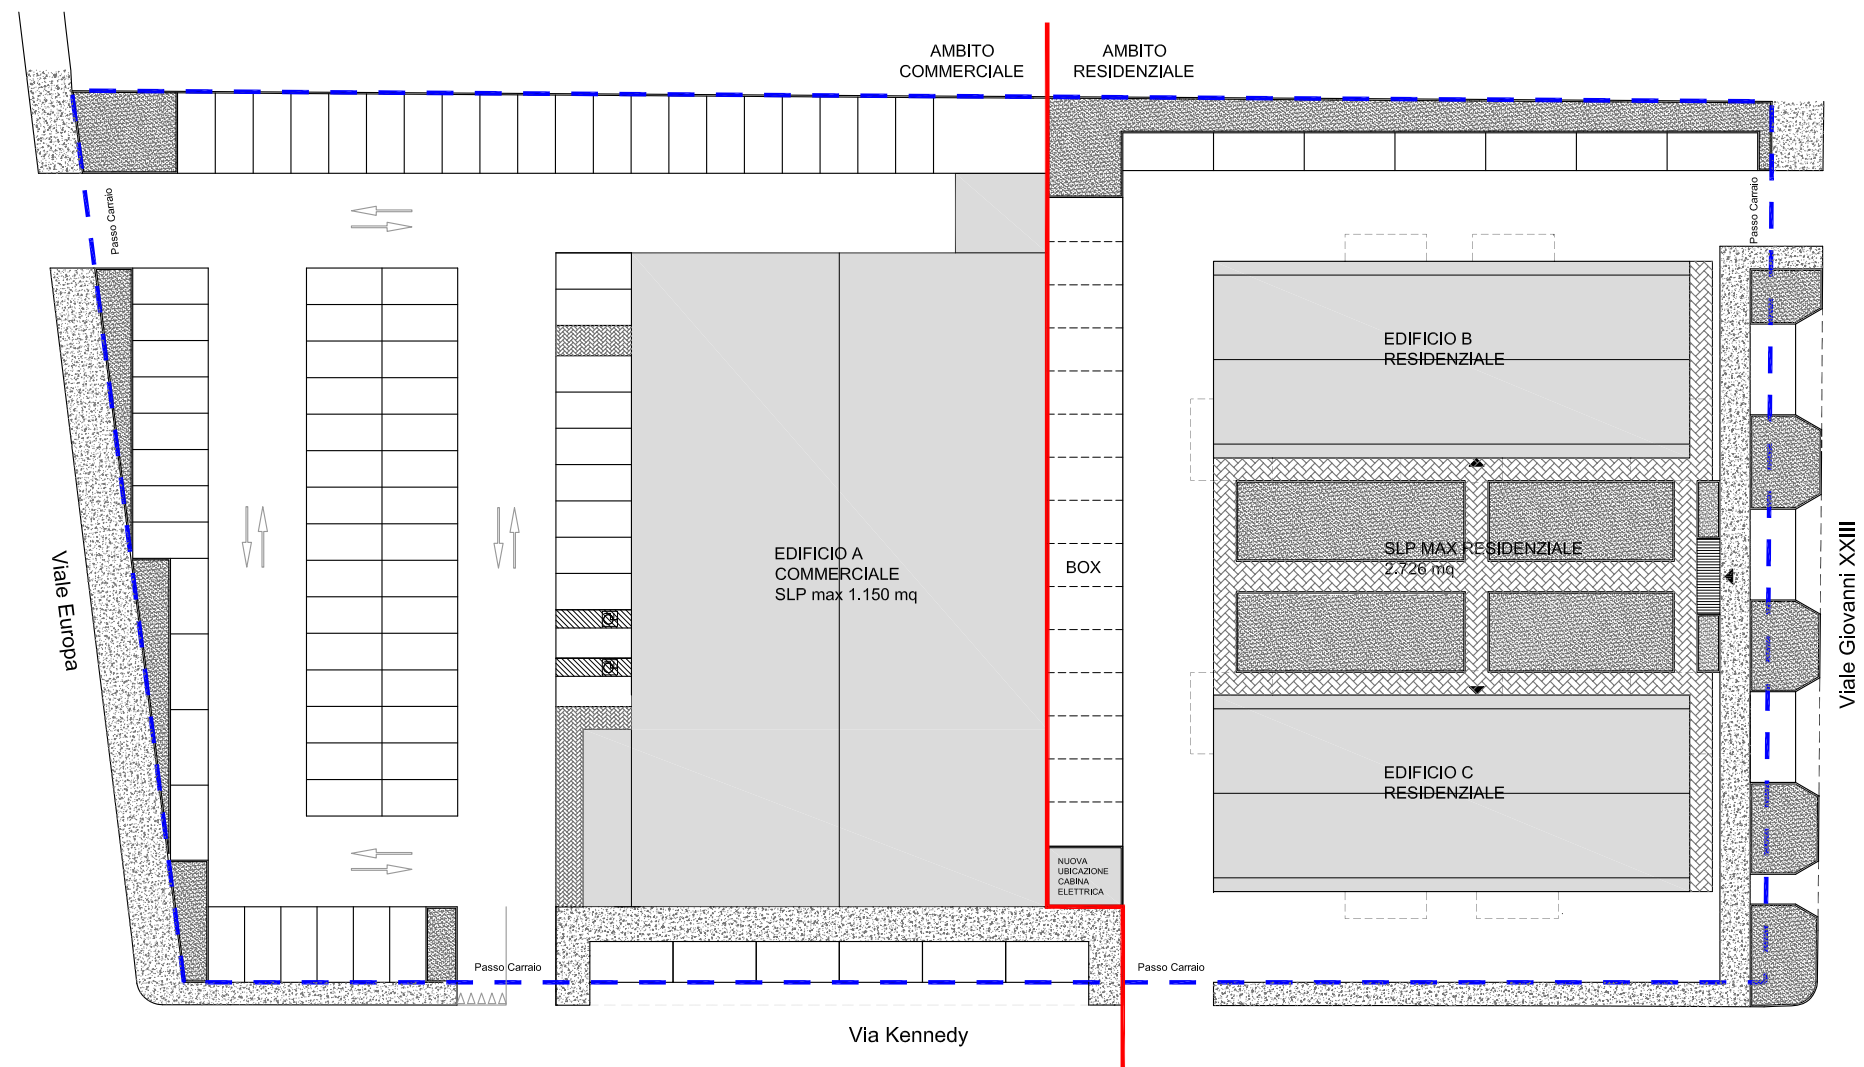 AMBITO
COMMERCIALE
AMBITO
RESIDENZIALE
Passo Carraio
Passo Carraio
EDIFICIO B
RESIDENZIALE
Viale Europa
EDIFICIO A
COMMERCIALE
SLP max 1.150 mq
BOX
SLP MAX RESIDENZIALE
2.726 mq
Viale Giovanni XXIII
EDIFICIO C
RESIDENZIALE
NUOVA
UBICAZIONE
CABINA
ELETTRICA
Passo Carraio
Passo Carraio
Via Kennedy